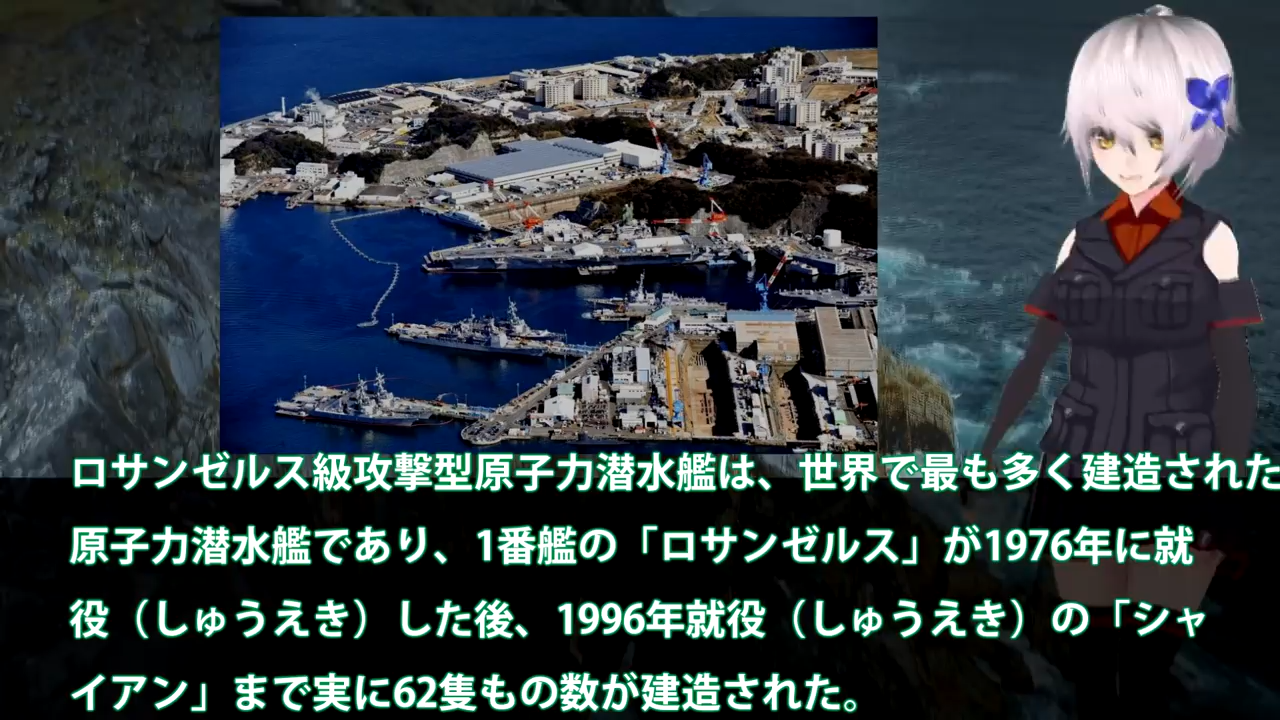 ロサンゼルス級攻撃型原子力潜水艦は、世界で最も多く建造された
原子力潜水艦であり、1番艦の「ロサンゼルス」が1976年に就
役（しゅうえき）した後、1996年就役（しゅうえき）の「シャ
イアン」まで実に62隻もの数が建造された。